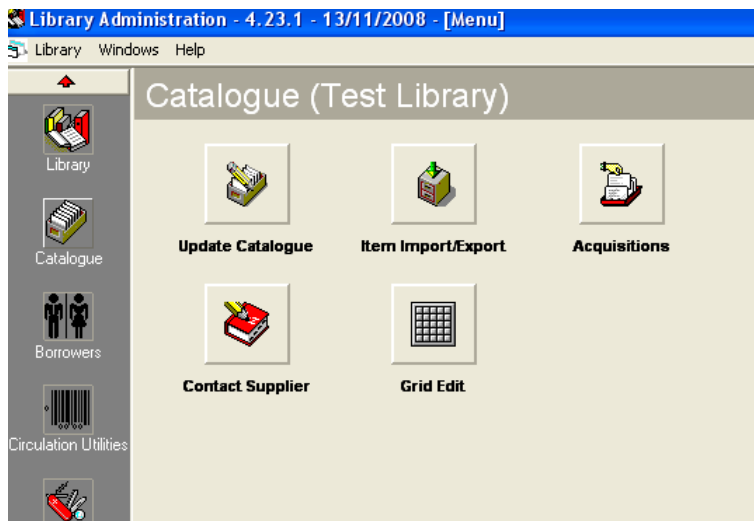 Library Administration - 4.23.1 - 13/11/2008 - [Menu]
Library Windows Help
Catalogue (Test Library)
Library
Catalogue
Borrowers
Circulation Utilities
Update Catalogue
Item Import/Export
Acquisitions
Contact Supplier
Grid Edit